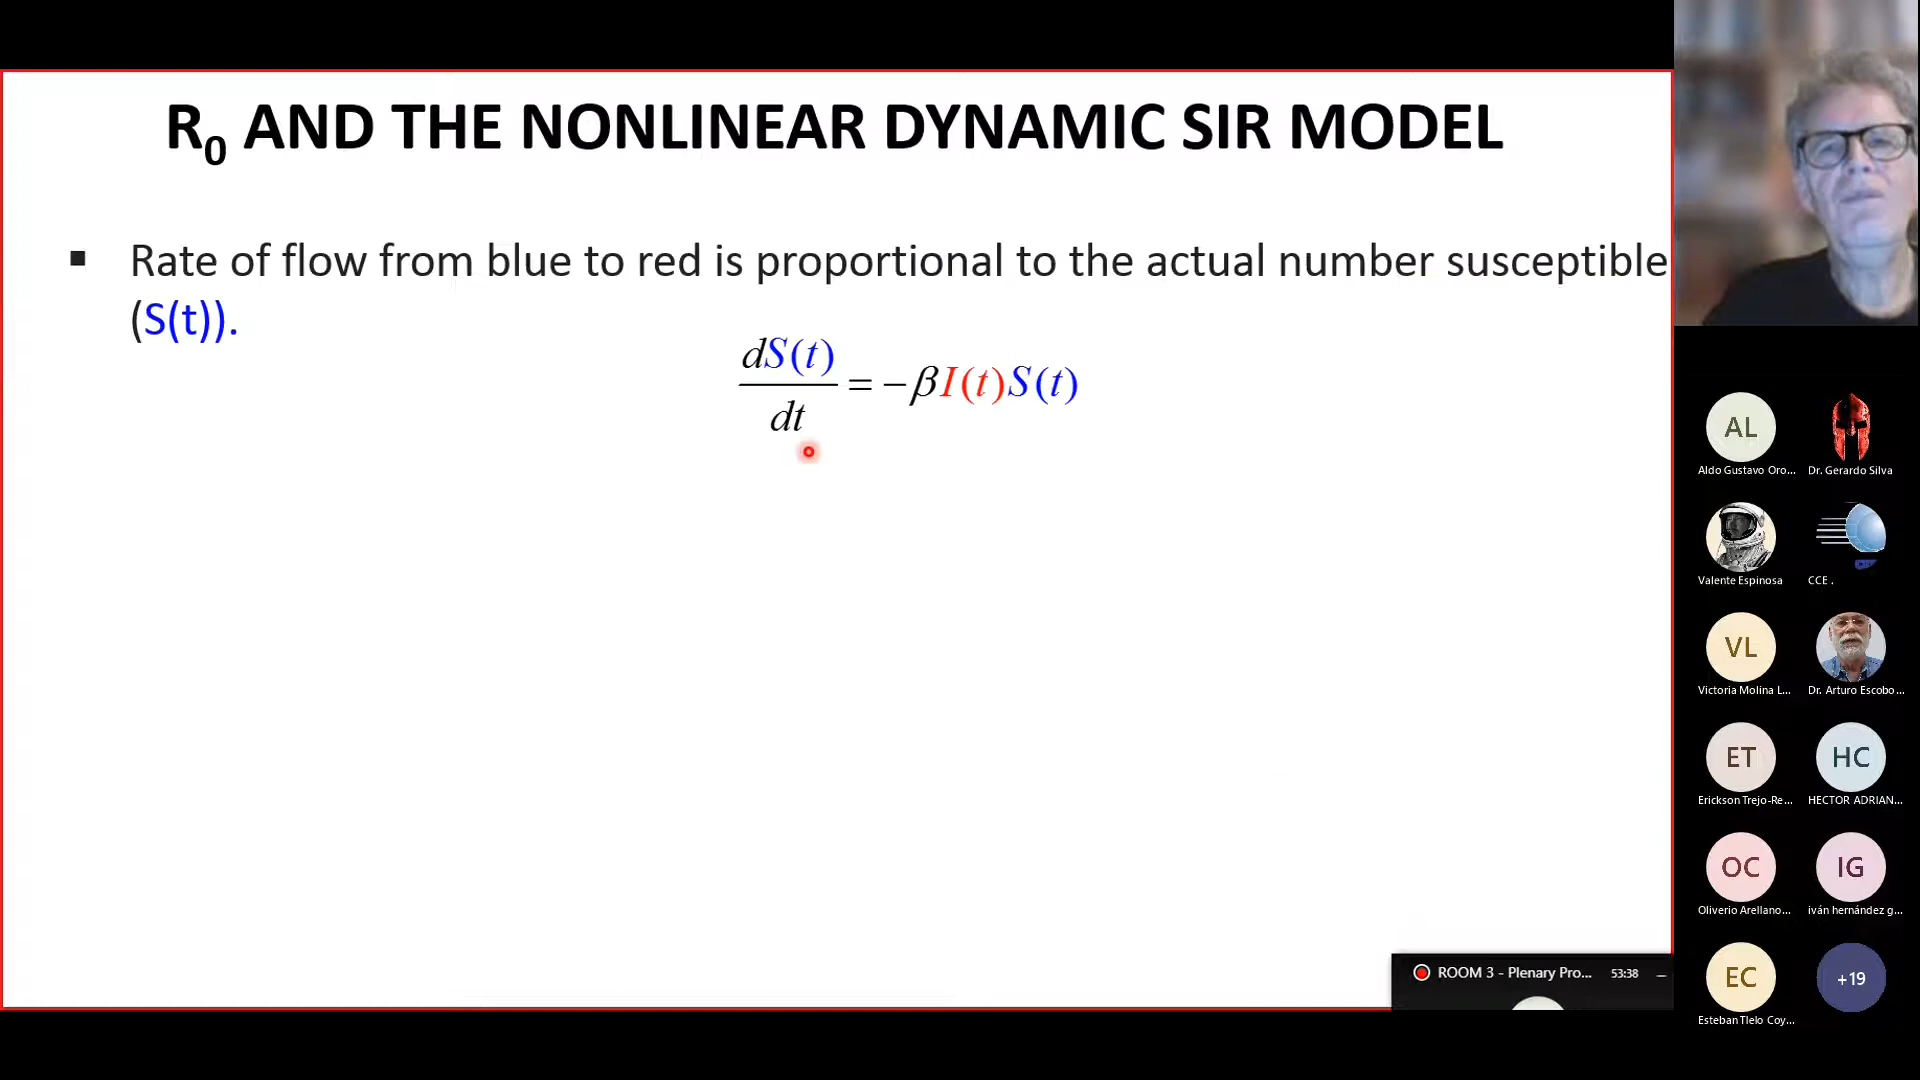 R₀ AND THE NONLINEAR DYNAMIC SIR MODEL
▪ Rate of flow from blue to red is proportional to the actual number susceptible
(S(t)).
dS(t)/dt = −βI(t)S(t)
AL
Aldo Gustavo Oro...
Dr. Gerardo Silva
Valente Espinosa
CCE .
VL
Victoria Molina L...
Dr. Arturo Escobo...
ET
Erickson Trejo-Re...
HC
HECTOR ADRIAN...
OC
Oliverio Arellano...
IG
iván hernández g...
EC
Esteban Tlelo Coy...
+19
ROOM 3 - Plenary Pro... 53:38